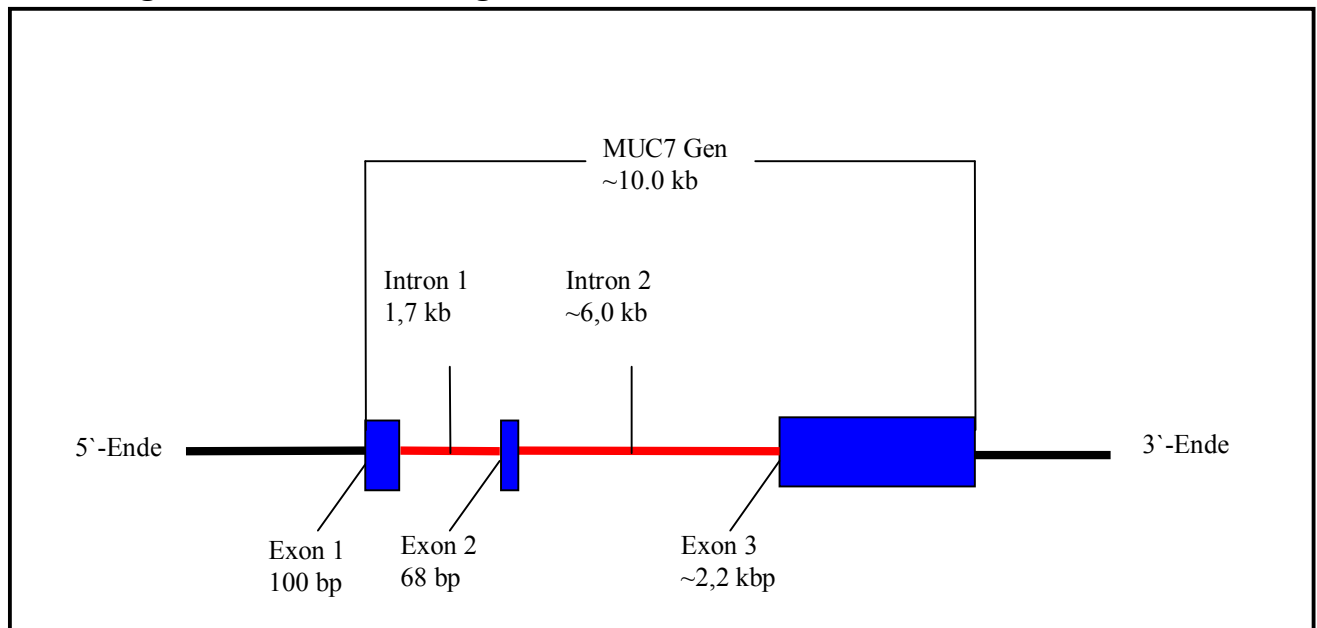 MUC7 Gen
~10.0 kb
Intron 1
1,7 kb
Intron 2
~6,0 kb
5`-Ende
3`-Ende
Exon 1
100 bp
Exon 2
68 bp
Exon 3
~2,2 kbp